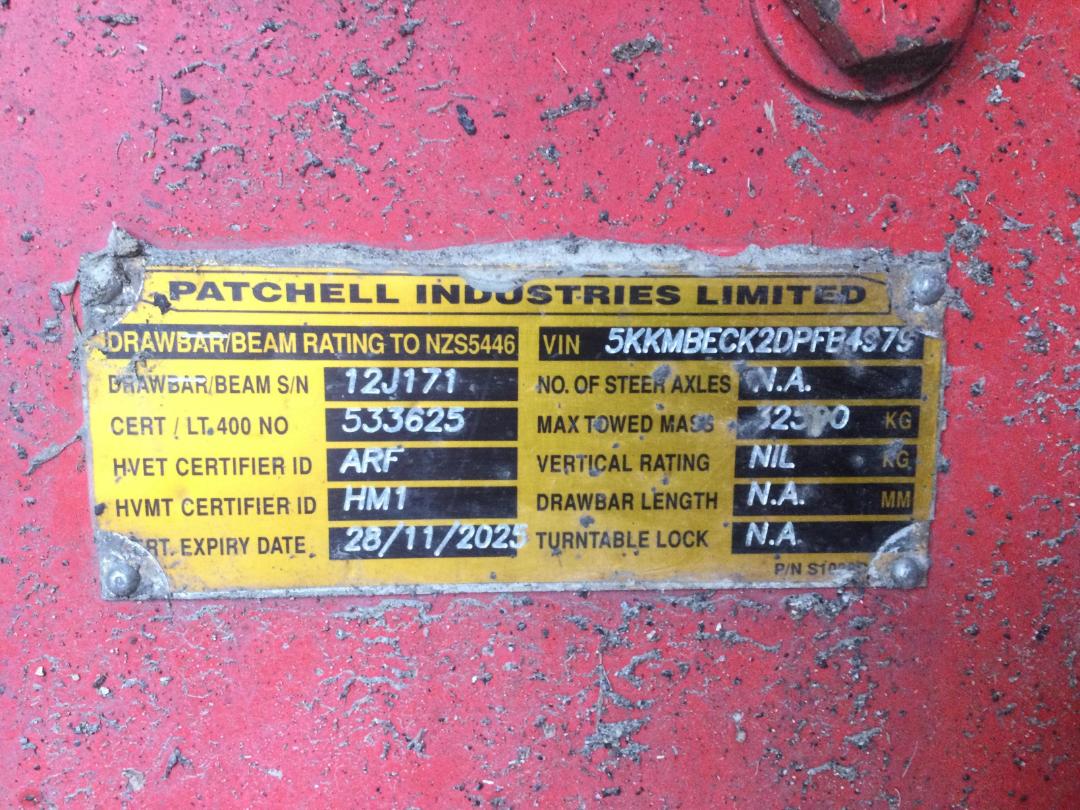 PATCHELL INDUSTRIES LIMITED
DRAWBAR/BEAM RATING TO NZS5446
VIN 5KKMBECK2DPFB4979
DRAWBAR/BEAM S/N 12J171
NO. OF STEER AXLES N.A.
CERT / LT.400 NO 533625
MAX TOWED MASS KG
HVET CERTIFIER ID ARF
VERTICAL RATING NIL KG
HVMT CERTIFIER ID HM1
DRAWBAR LENGTH N.A. MM
EXPIRY DATE 28/11/2025
TURNTABLE LOCK N.A
P/N